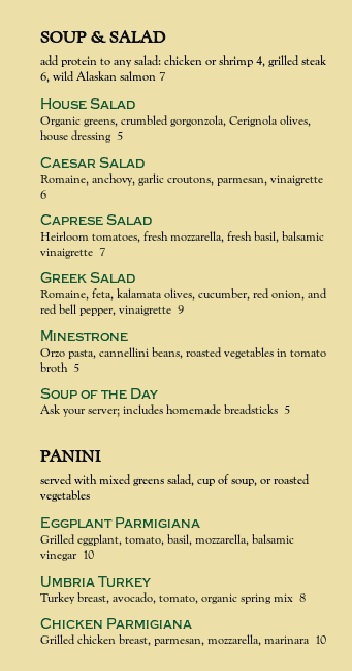 SOUP & SALAD
add protein to any salad: chicken or shrimp 4, grilled steak
6, wild Alaskan salmon 7
HOUSE SALAD
Organic greens, crumbled gorgonzola, Cerignola olives,
house dressing 5
CAESAR SALAD
Romaine, anchovy, garlic croutons, parmesan, vinaigrette
6
CAPRESE SALAD
Heirloom tomatoes, fresh mozzarella, fresh basil, balsamic
vinaigrette 7
GREEK SALAD
Romaine, feta, kalamata olives, cucumber, red onion, and
red bell pepper, vinaigrette 9
MINESTRONE
Orzo pasta, cannellini beans, roasted vegetables in tomato
broth 5
SOUP OF THE DAY
Ask your server; includes homemade breadsticks 5
PANINI
served with mixed greens salad, cup of soup, or roasted
vegetables
EGGPLANT PARMIGIANA
Grilled eggplant, tomato, basil, mozzarella, balsamic
vinegar 10
UMBRIA TURKEY
Turkey breast, avocado, tomato, organic spring mix 8
CHICKEN PARMIGIANA
Grilled chicken breast, parmesan, mozzarella, marinara 10